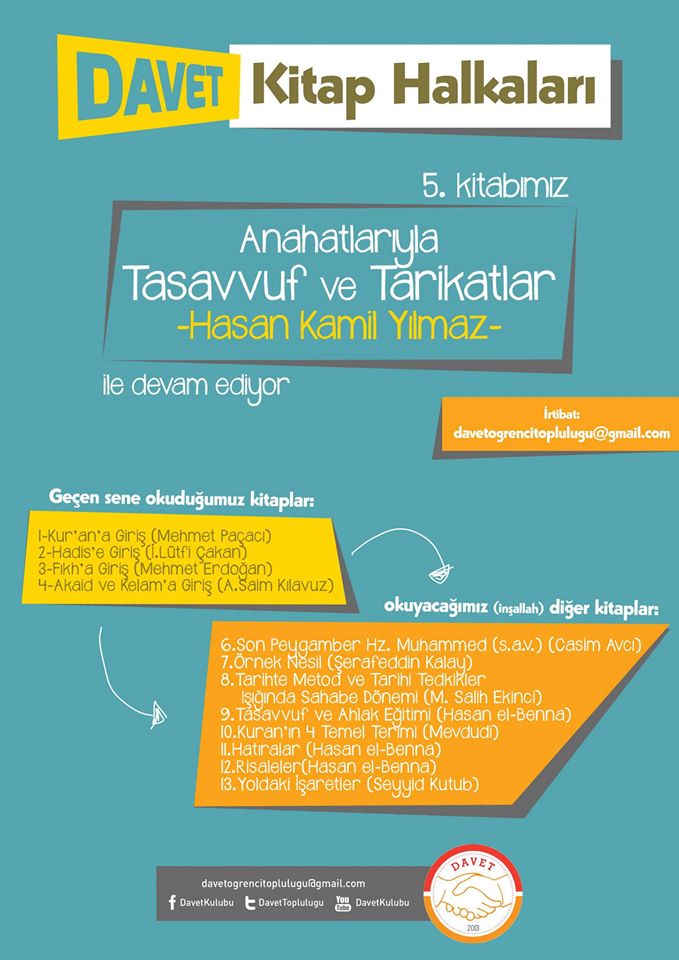 DAVET Kitap Halkaları
5. kitabımız
Anahatlarıyla
Tasavvuf ve Tarikatlar
-Hasan Kamil Yılmaz-
ile devam ediyor
İrtibat:
davetogrencitoplulugu@gmail.com
Geçen sene okuduğumuz kitaplar:
1-Kur'an'a Giriş (Mehmet Paçacı)
2-Hadis'e Giriş (İ.Lütfi Çakan)
3-Fıkh'a Giriş (Mehmet Erdoğan)
4-Akaid ve Kelam'a Giriş (A.Saim Kılavuz)
okuyacağımız (inşallah) diğer kitaplar:
6.Son Peygamber Hz. Muhammed (s.a.v.) (Casim Avcı)
7.Örnek Nesil (Şerafeddin Kalay)
8.Tarihte Metod ve Tarihi Tedkikler
Işığında Sahabe Dönemi (M. Salih Ekinci)
9.Tasavvuf ve Ahlak Eğitimi (Hasan el-Benna)
10.Kuran'ın 4 Temel Terimi (Mevdudi)
11.Hatıralar (Hasan el-Benna)
12.Risaleler(Hasan el-Benna)
13.Yoldaki İşaretler (Seyyid Kutub)
davetogrencitoplulugu@gmail.com
f DavetKulubu t DavetToplulugu You Tube DavetKulubu
DAVET
2013